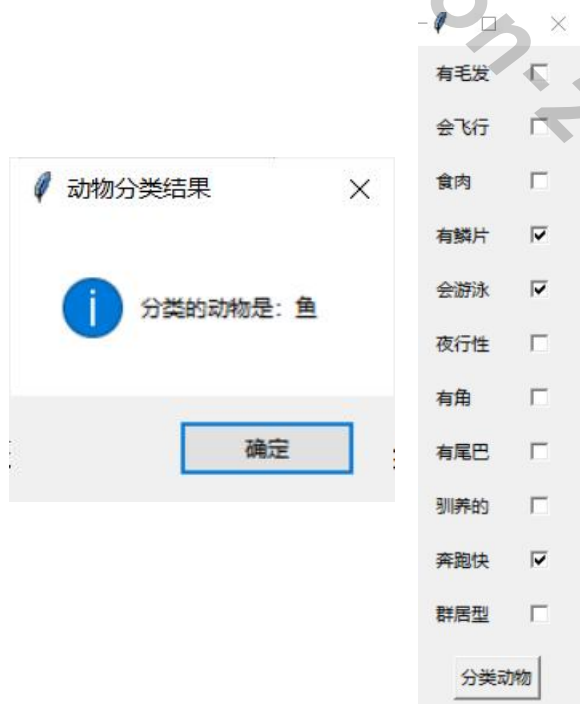 动物分类结果
分类的动物是：鱼
确定
有毛发
会飞行
食肉
有鳞片
会游泳
夜行性
有角
有尾巴
驯养的
奔跑快
群居型
分类动物